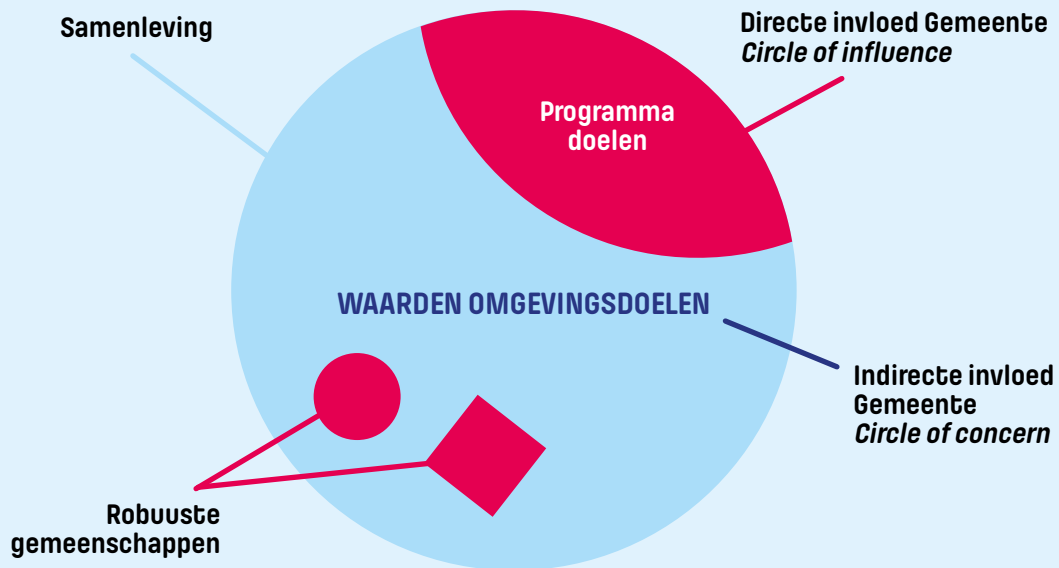 Samenleving
Directe invloed Gemeente
Circle of influence
Programma
doelen
WAARDEN OMGEVINGSDOELEN
Indirecte invloed
Gemeente
Circle of concern
Robuuste
gemeenschappen